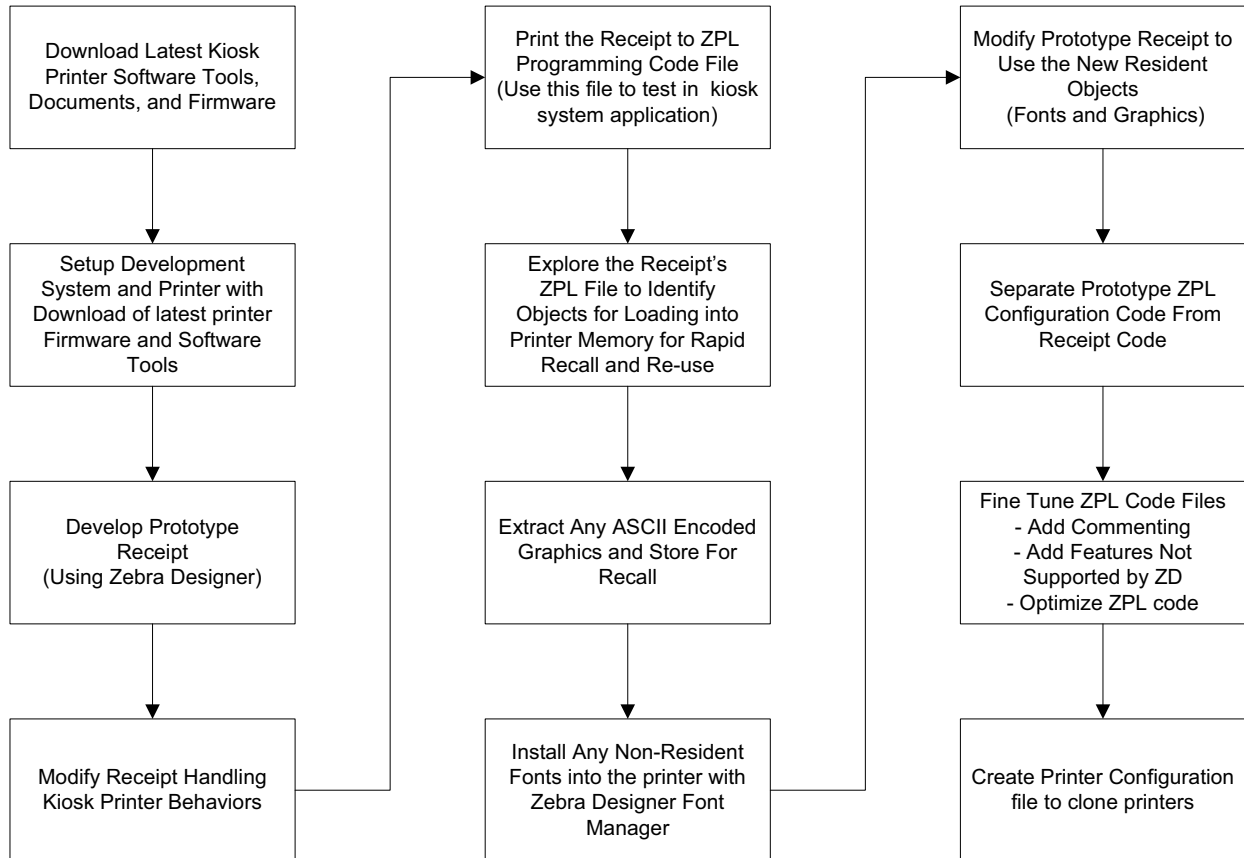 Download Latest Kiosk
Printer Software Tools,
Documents, and Firmware
Setup Development
System and Printer with
Download of latest printer
Firmware and Software
Tools
Develop Prototype
Receipt
(Using Zebra Designer)
Modify Receipt Handling
Kiosk Printer Behaviors
Print the Receipt to ZPL
Programming Code File
(Use this file to test in kiosk
system application)
Explore the Receipt's
ZPL File to Identify
Objects for Loading into
Printer Memory for Rapid
Recall and Re-use
Extract Any ASCII Encoded
Graphics and Store For
Recall
Install Any Non-Resident
Fonts into the printer with
Zebra Designer Font
Manager
Modify Prototype Receipt to
Use the New Resident
Objects
(Fonts and Graphics)
Separate Prototype ZPL
Configuration Code From
Receipt Code
Fine Tune ZPL Code Files
- Add Commenting
- Add Features Not
Supported by ZD
- Optimize ZPL code
Create Printer Configuration
file to clone printers